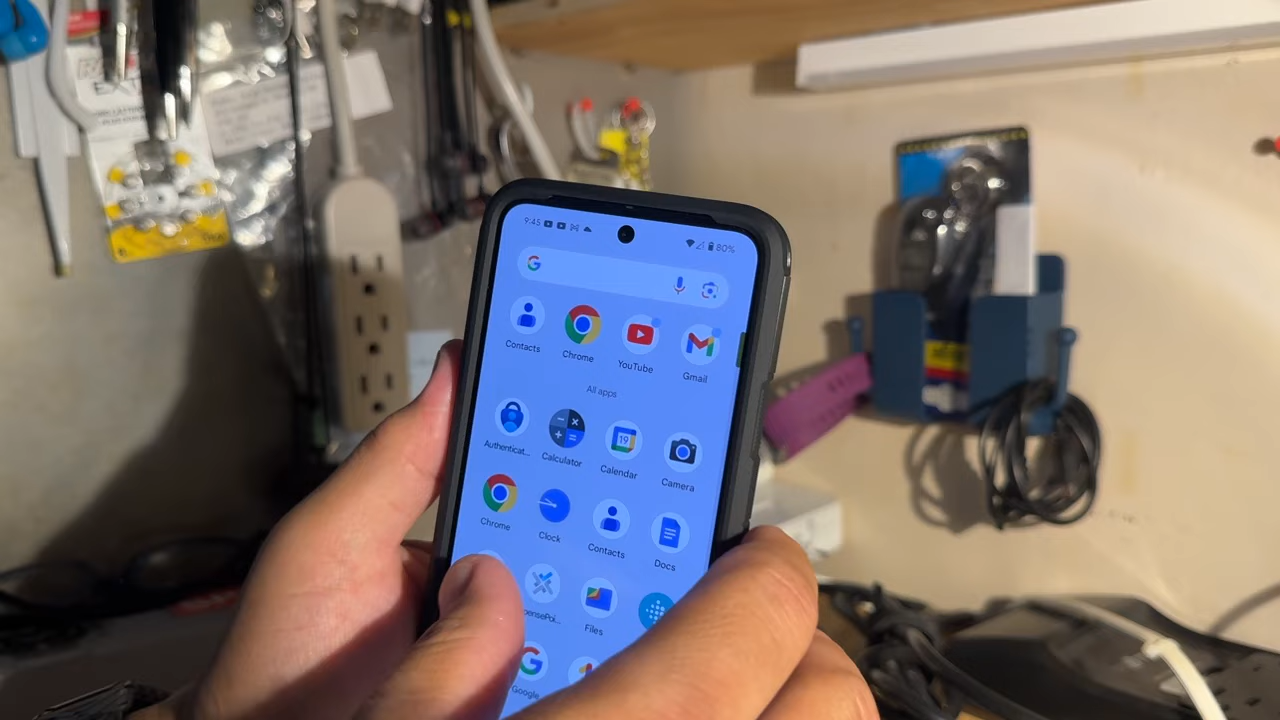 9:45
80%
Contacts
Chrome
YouTube
Gmail
All apps
Authenticat...
Calculator
Calendar
19
Camera
Chrome
Clock
Contacts
Docs
Files
Google